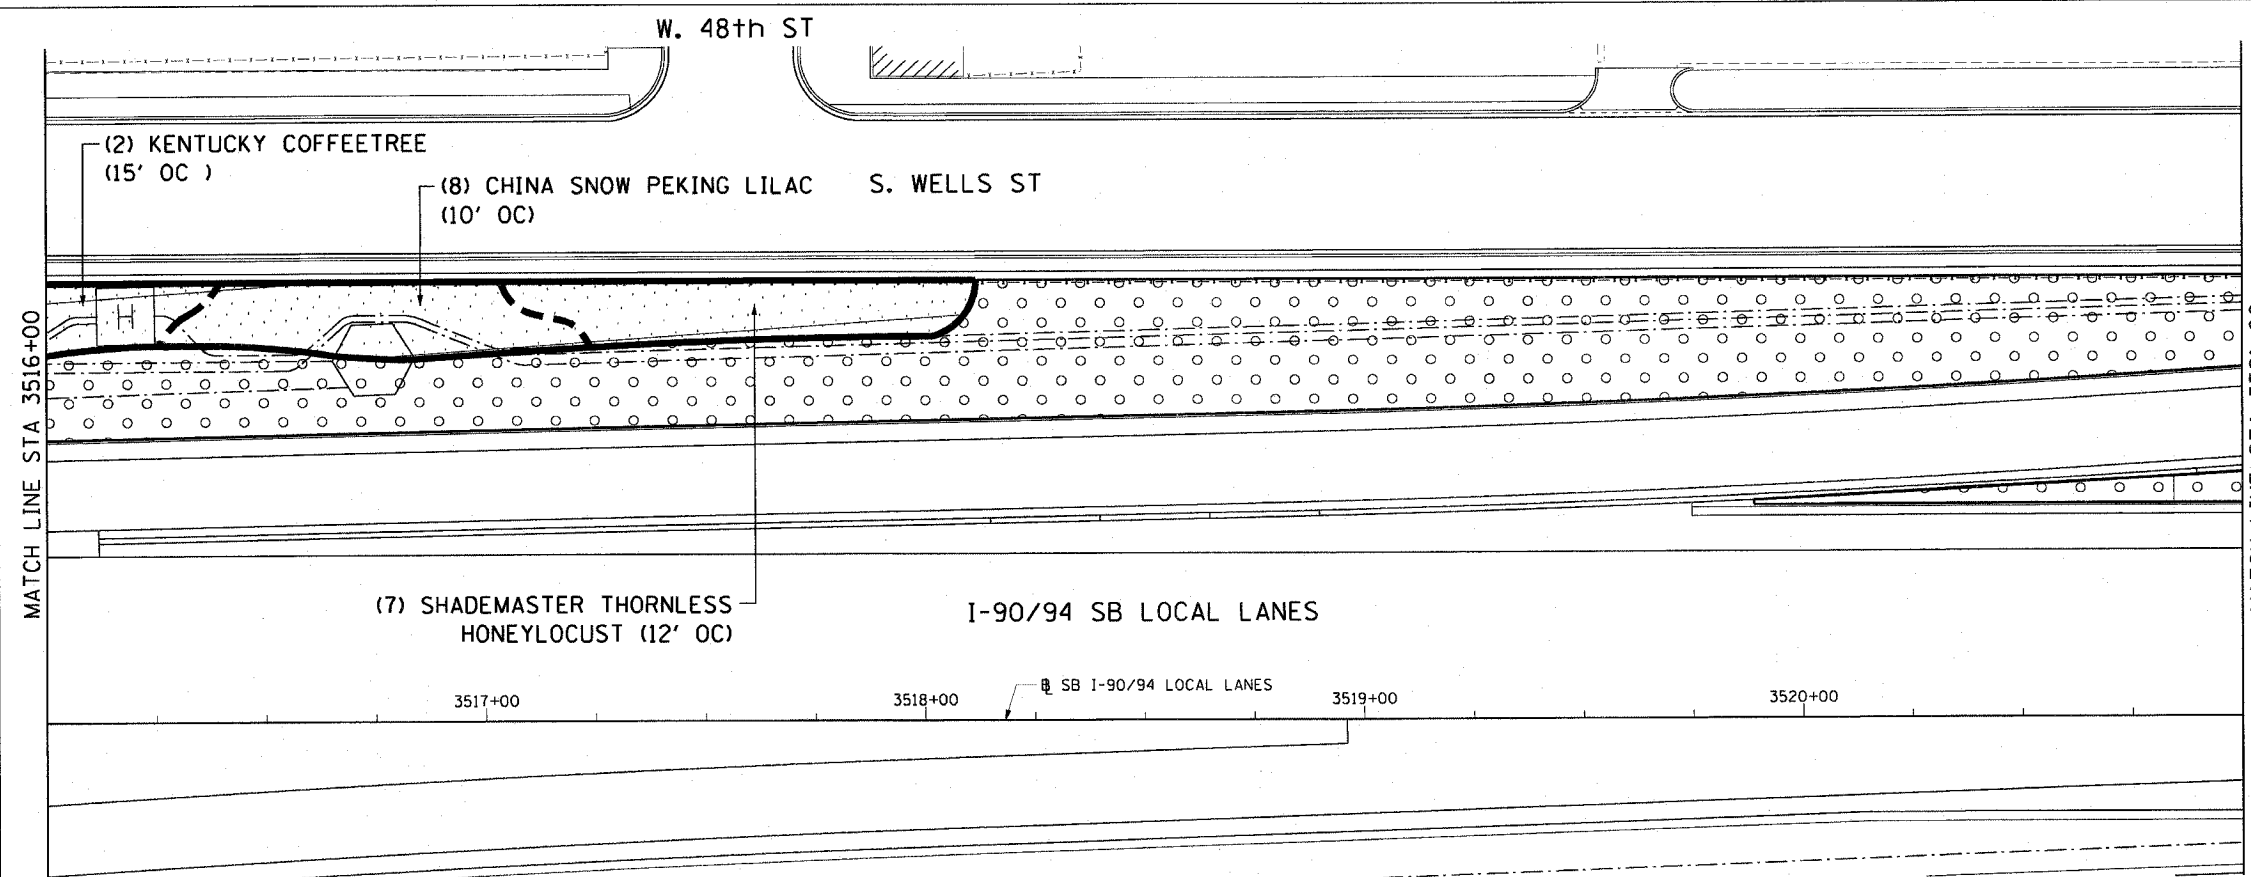 W. 48th ST
(2) KENTUCKY COFFEETREE
(15' OC )
(8) CHINA SNOW PEKING LILAC
(10' OC)
S. WELLS ST
H
MATCH LINE STA 3516+00
(7) SHADEMASTER THORNLESS
HONEYLOCUST (12' OC)
I-90/94 SB LOCAL LANES
SB I-90/94 LOCAL LANES
3517+00
3518+00
3519+00
3520+00